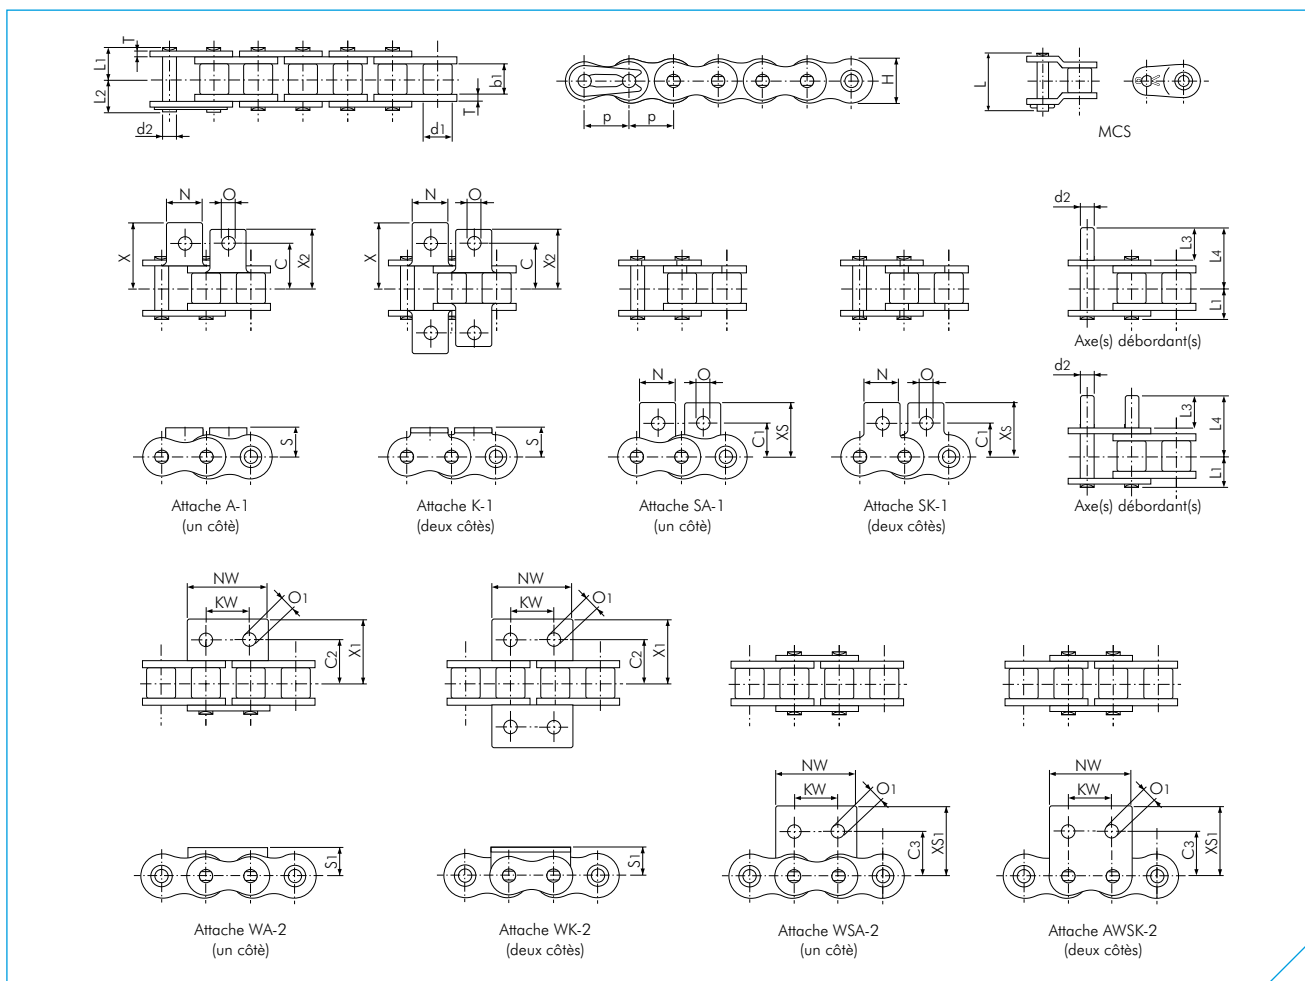 T
L1
L2
d2
b1
T
d1
p
p
H
L
MCS
N
O
X
C
X2
N
O
X
C
X2
d2
L3
L4
L1
Axe(s) débordant(s)
S
Attache A-1
(un côtè)
S
Attache K-1
(deux côtès)
N
O
C1
XS
Attache SA-1
(un côtè)
N
O
C1
XS
Attache SK-1
(deux côtès)
d2
L3
L4
L1
Axe(s) débordant(s)
NW
KW
O1
C2
X1
NW
KW
O1
C2
X1
S1
Attache WA-2
(un côtè)
S1
Attache WK-2
(deux côtès)
NW
KW
O1
C3
XS1
Attache WSA-2
(un côtè)
NW
KW
O1
C3
XS1
Attache AWSK-2
(deux côtès)